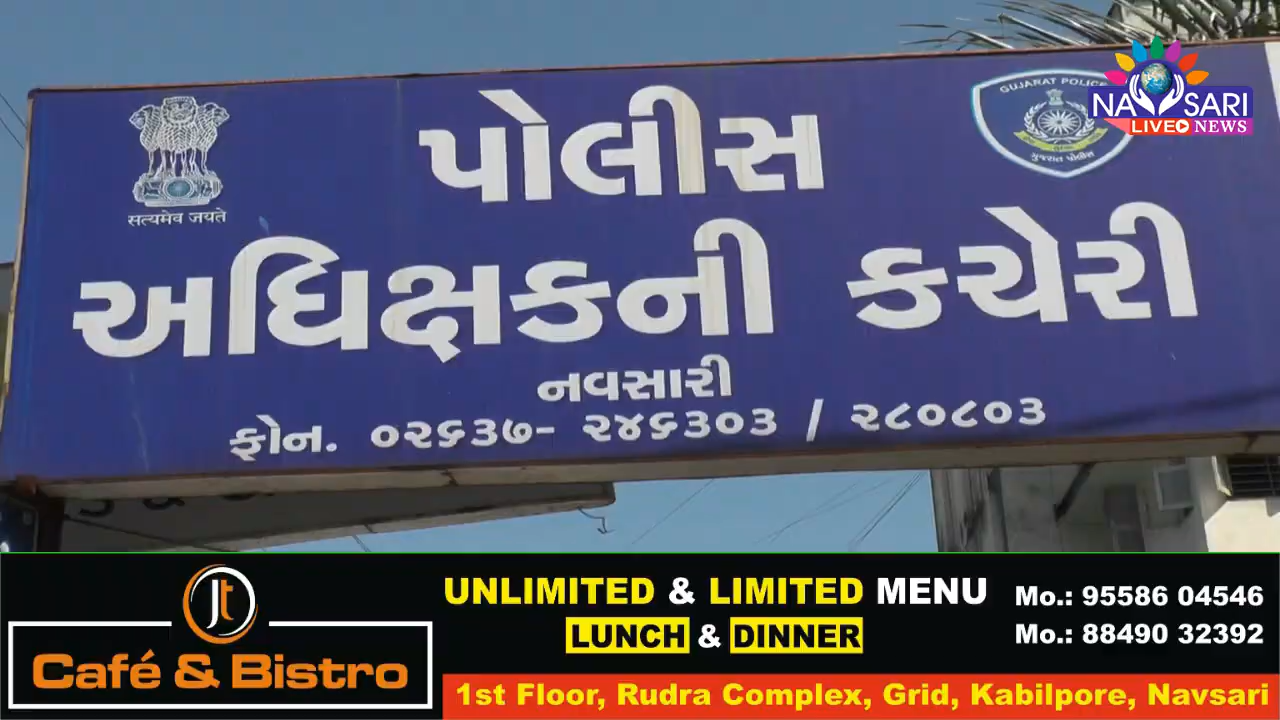 GUJARAT POLICE
NAVSARI
LIVE NEWS
ગુજરાત પોલીસ
सत्यमेव जयते
પોલીસ
અધિક્ષકની કચેરી
નવસારી
ફોન. ૦૨૬૩૭- ૨૪૬૩૦૩ / ૨૮૦૮૦૩
Jt
Café & Bistro
UNLIMITED & LIMITED MENU
LUNCH & DINNER
Mo.: 95586 04546
Mo.: 88490 32392
1st Floor, Rudra Complex, Grid, Kabilpore, Navsari